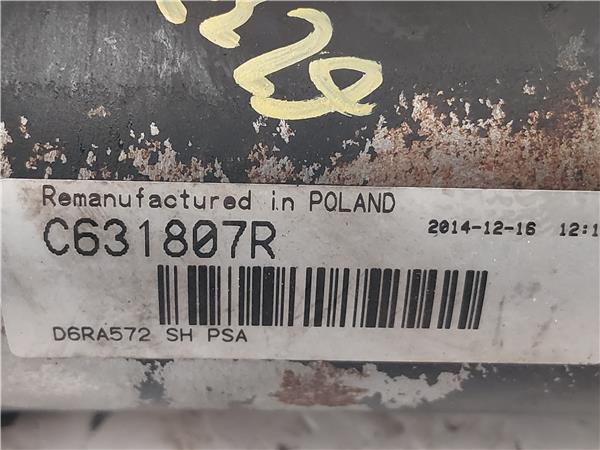 Remanufactured in POLAND
C631807R
2014-12-16 12:1
D6RA572 SH PSA